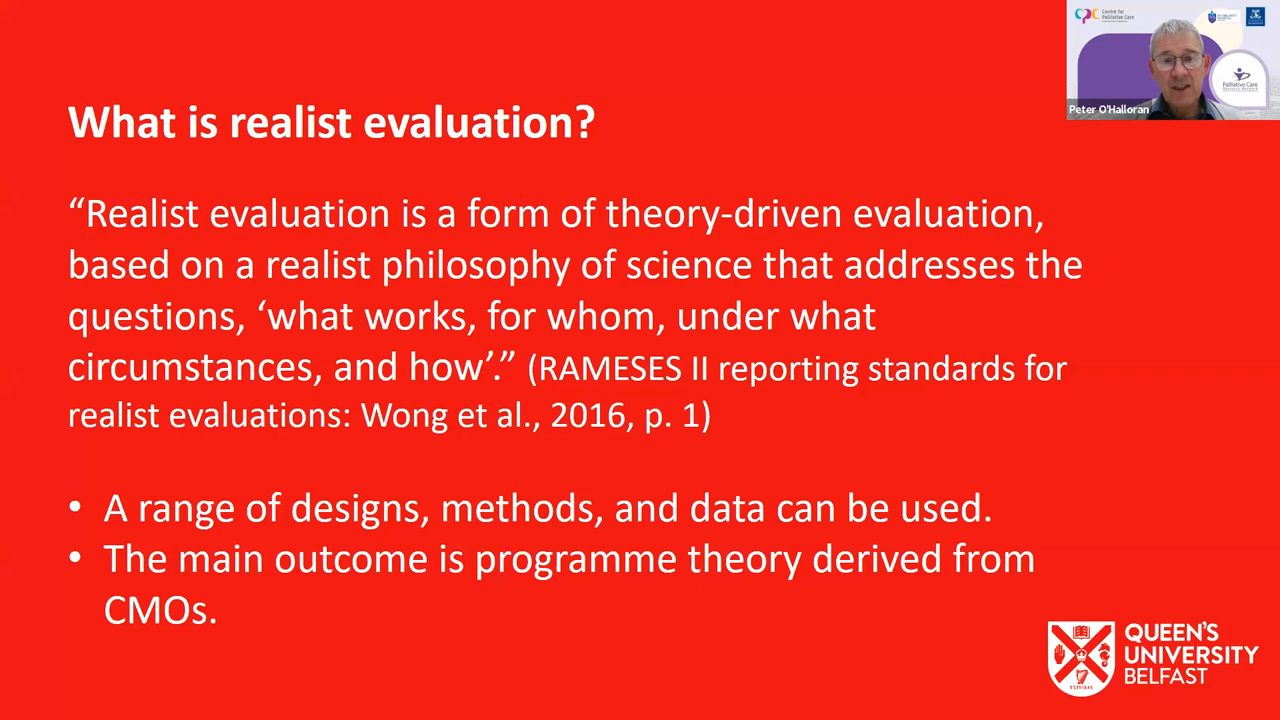 What is realist evaluation?
“Realist evaluation is a form of theory-driven evaluation,
based on a realist philosophy of science that addresses the
questions, ‘what works, for whom, under what
circumstances, and how’.” (RAMESES II reporting standards for
realist evaluations: Wong et al., 2016, p. 1)
• A range of designs, methods, and data can be used.
• The main outcome is programme theory derived from
CMOs.
cpc
Centre for
Palliative Care
Palliative Care
Peter O'Halloran
QUEEN'S
UNIVERSITY
BELFAST